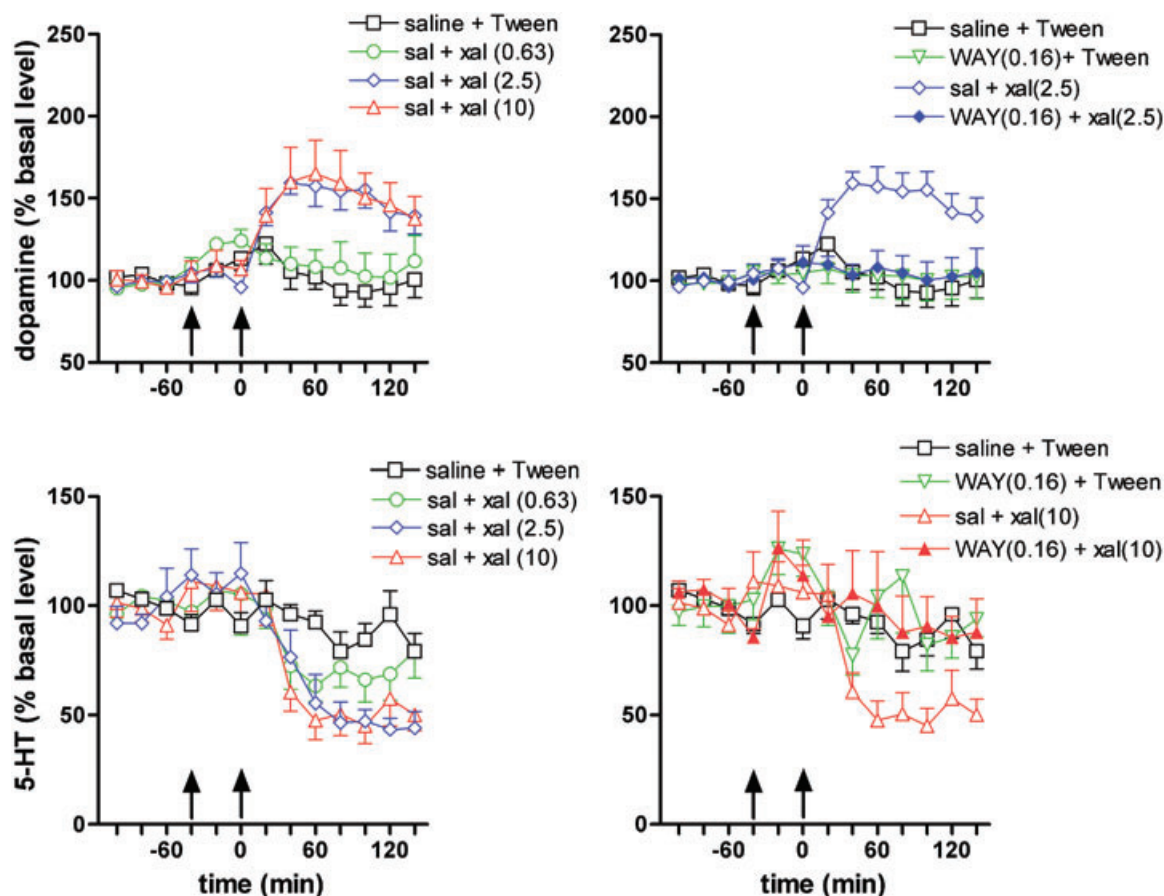 250
200
150
100
50
dopamine (% basal level)
-60
0
60
120
saline + Tween
sal + xal (0.63)
sal + xal (2.5)
sal + xal (10)
250
200
150
100
50
-60
0
60
120
saline + Tween
WAY(0.16)+ Tween
sal + xal(2.5)
WAY(0.16) + xal(2.5)
150
100
50
0
5-HT (% basal level)
-60
0
60
120
time (min)
saline + Tween
sal + xal (0.63)
sal + xal (2.5)
sal + xal (10)
150
100
50
0
-60
0
60
120
time (min)
saline + Tween
WAY(0.16) + Tween
sal + xal(10)
WAY(0.16) + xal(10)